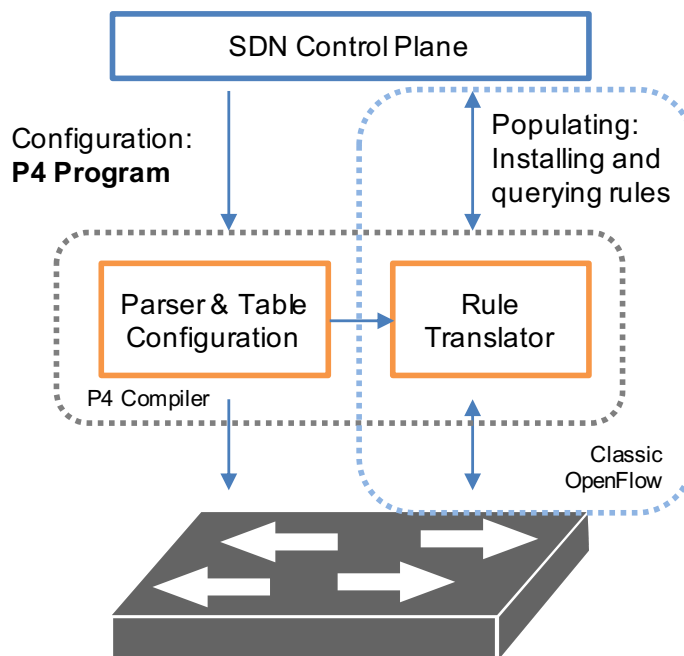 SDN Control Plane
Configuration:
P4 Program
Populating:
Installing and
querying rules
Parser & Table
Configuration
Rule
Translator
P4 Compiler
Classic
OpenFlow